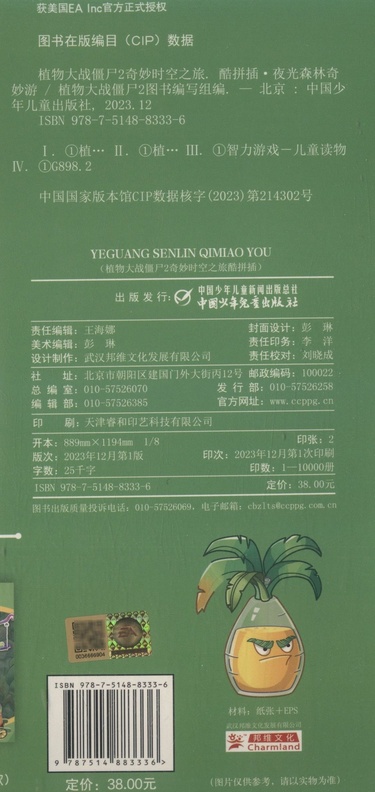 获美国EA Inc官方正式授权
图书在版编目（CIP）数据
植物大战僵尸2奇妙时空之旅. 酷拼插·夜光森林奇
妙游 / 植物大战僵尸2图书编写组编. — 北京 : 中国少
年儿童出版社, 2023.12
ISBN 978-7-5148-8333-6
Ⅰ. ①植… Ⅱ. ①植… Ⅲ. ①智力游戏－儿童读物
Ⅳ. ①G898.2
中国国家版本馆CIP数据核字(2023)第214302号
YEGUANG SENLIN QIMIAO YOU
（植物大战僵尸2奇妙时空之旅酷拼插）
出版发行: 中国少年儿童新闻出版总社
中国少年儿童出版社
责任编辑: 王海娜 封面设计: 彭 琳
美术编辑: 彭 琳 责任印务: 李 洋
设计制作: 武汉邦维文化发展有限公司 责任校对: 刘晓成
社 址: 北京市朝阳区建国门外大街丙12号 邮政编码: 100022
总 编 室: 010-57526070 发 行 部: 010-57526258
编 辑 部: 010-57526385 官方网址: www.ccppg.cn
印 刷: 天津睿和印艺科技有限公司
开本: 889mm×1194mm 1/8 印张: 2
版次: 2023年12月第1版 印次: 2023年12月第1次印刷
字数: 25千字 印数: 1—10000册
ISBN 978-7-5148-8333-6 定价: 38.00元
图书出版质量投诉电话: 010-57526069, 电子邮箱: cbzlts@ccppg.com.cn
材料: 纸张+EPS
武汉邦维文化发展有限公司
邦维文化
Charmland
ISBN 978-7-5148-8333-6
9 787514 883336 >
定价: 38.00元
（图片仅供参考, 请以实物为准）